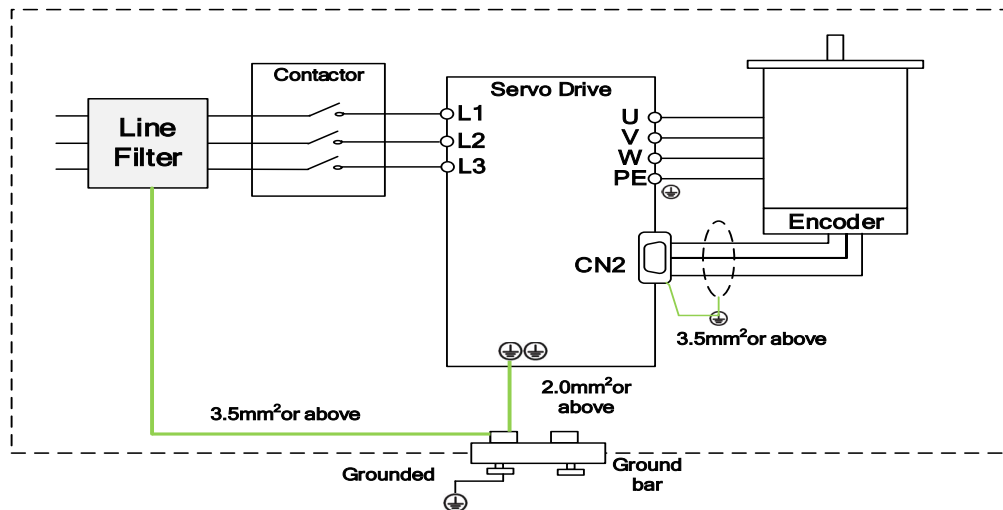 Contactor
Servo Drive
Line
Filter
L1
L2
L3
U
V
W
PE
Encoder
CN2
3.5mm²or above
2.0mm²or
above
3.5mm²or above
Grounded
Ground
bar